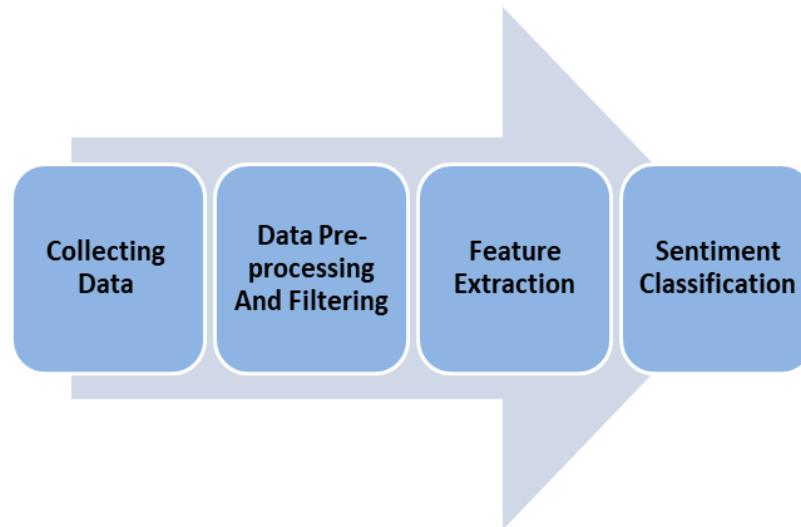 Collecting
Data
Data Pre-
processing
And Filtering
Feature
Extraction
Sentiment
Classification